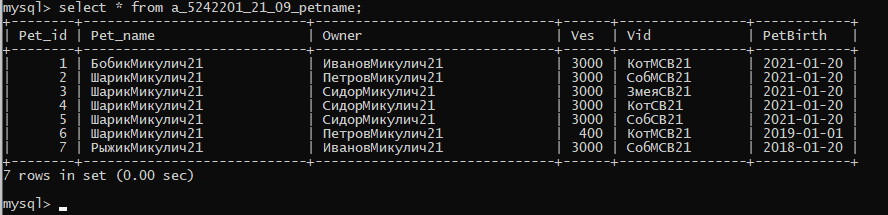 mysql> select * from a_5242201_21_09_petname;
+--------+----------------------------+-----------------------------+------+---------------+------------+
| Pet_id | Pet_name | Owner | Ves | Vid | PetBirth |
+--------+----------------------------+-----------------------------+------+---------------+------------+
| 1 | БобикМикулич21 | ИвановМикулич21 | 3000 | КотМСВ21 | 2021-01-20 |
| 2 | ШарикМикулич21 | ПетровМикулич21 | 3000 | СобМСВ21 | 2021-01-20 |
| 3 | ШарикМикулич21 | СидорМикулич21 | 3000 | ЗмеяМСВ21 | 2021-01-20 |
| 4 | ШарикМикулич21 | СидорМикулич21 | 3000 | КотСВ21 | 2021-01-20 |
| 5 | ШарикМикулич21 | СидорМикулич21 | 3000 | СобСВ21 | 2021-01-20 |
| 6 | ШарикМикулич21 | ПетровМикулич21 | 400 | КотМСВ21 | 2019-01-01 |
| 7 | РыжикМикулич21 | ИвановМикулич21 | 3000 | СобМСВ21 | 2018-01-20 |
+--------+----------------------------+-----------------------------+------+---------------+------------+
7 rows in set (0.00 sec)
mysql> _